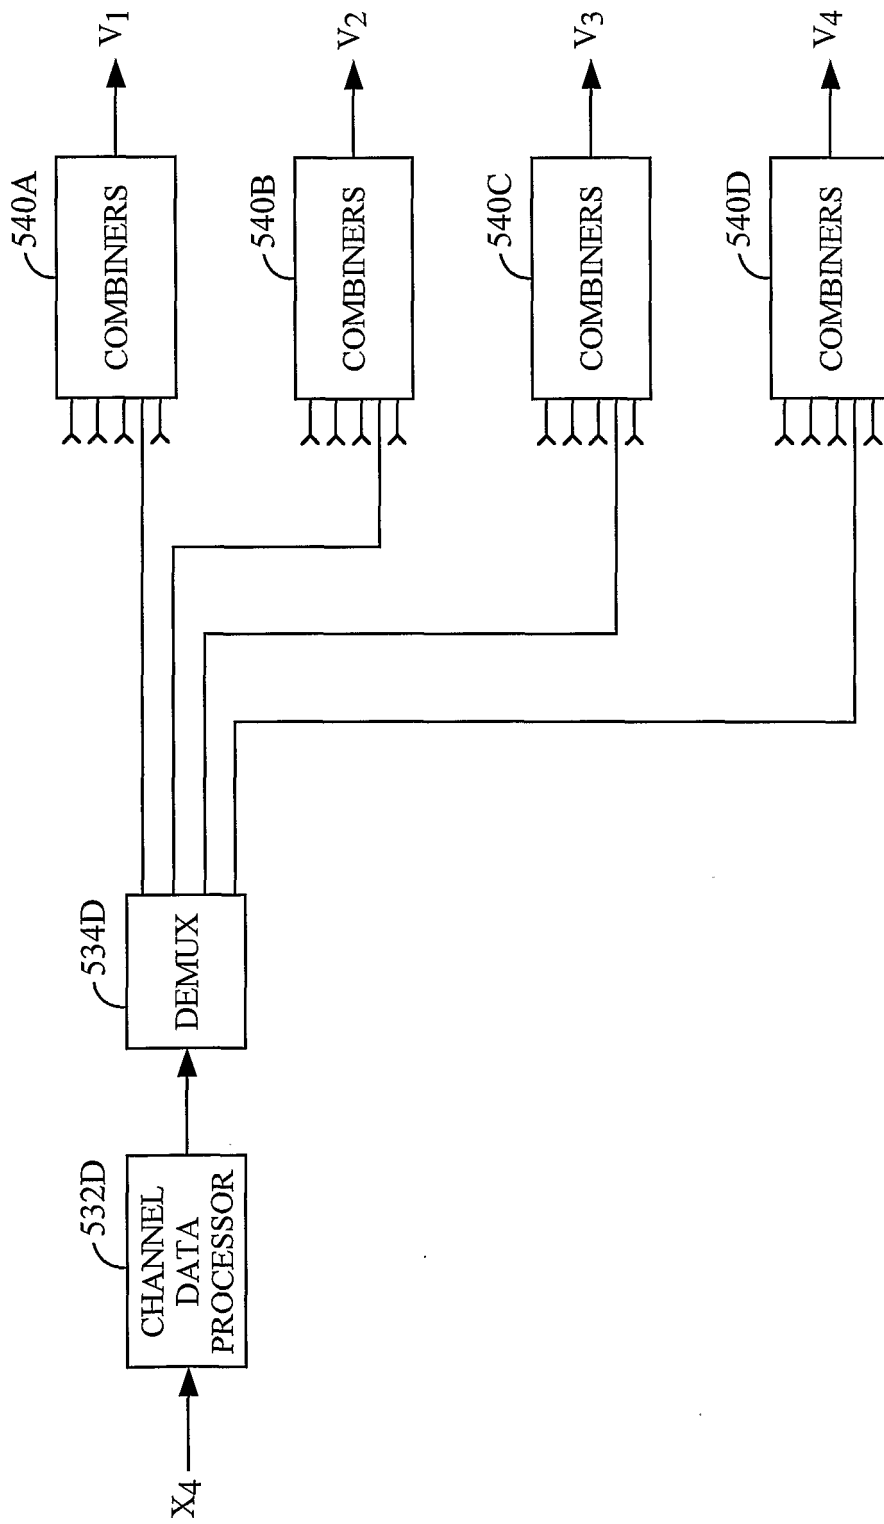 X4
532D
CHANNEL
DATA
PROCESSOR
534D
DEMUX
540A
COMBINERS
V1
540B
COMBINERS
V2
540C
COMBINERS
V3
540D
COMBINERS
V4